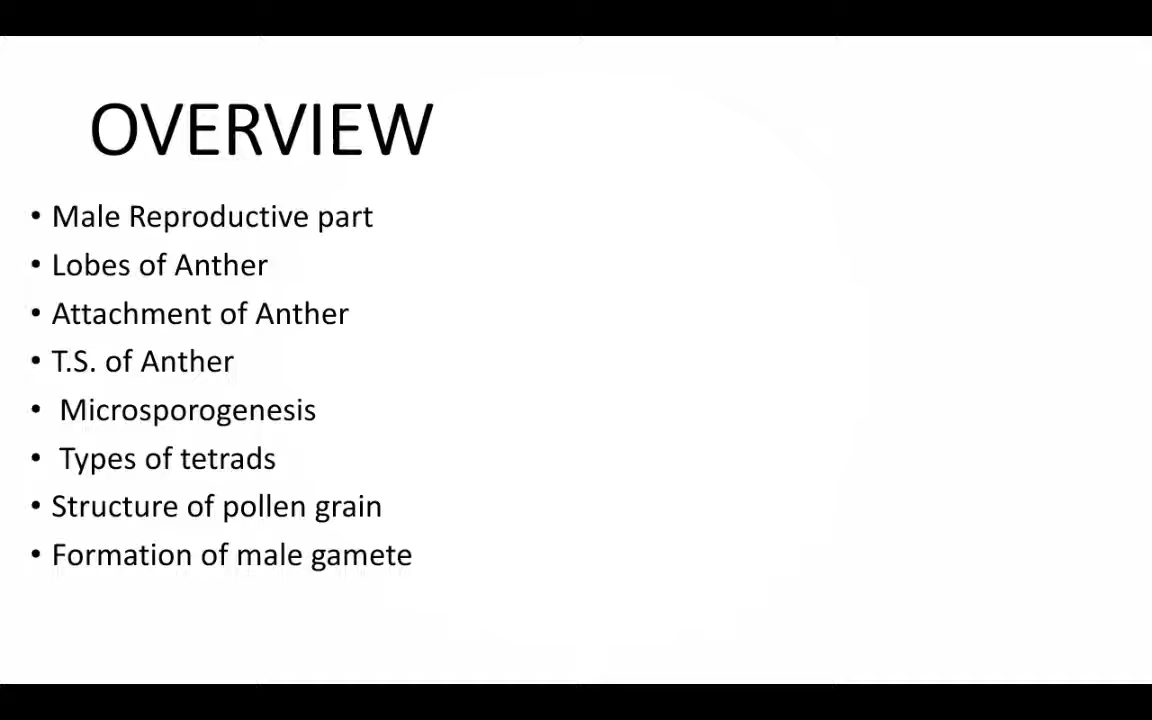 OVERVIEW
• Male Reproductive part
• Lobes of Anther
• Attachment of Anther
• T.S. of Anther
• Microsporogenesis
• Types of tetrads
• Structure of pollen grain
• Formation of male gamete